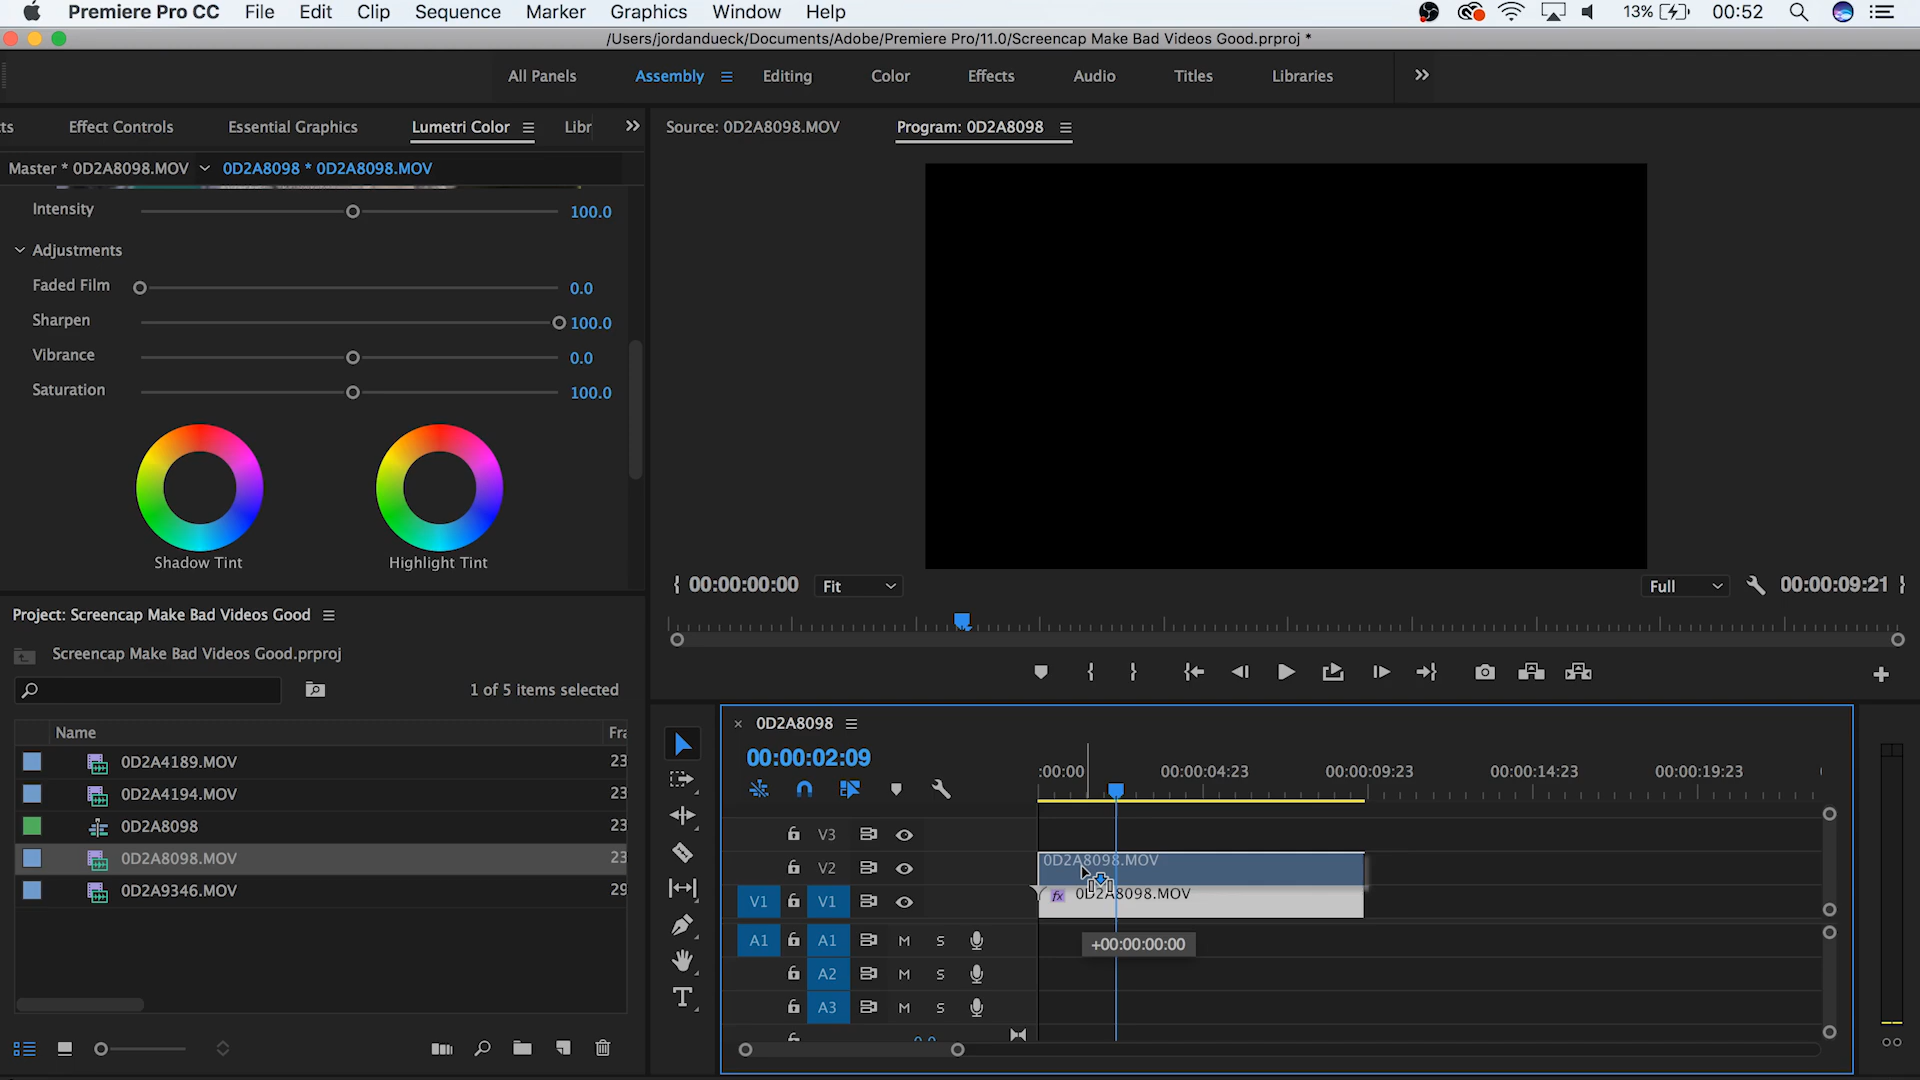 Premiere Pro CC File Edit Clip Sequence Marker Graphics Window Help 13% 00:52
/Users/jordandueck/Documents/Adobe/Premiere Pro/11.0/Screencap Make Bad Videos Good.prproj *
All Panels Assembly Editing Color Effects Audio Titles Libraries
ts Effect Controls Essential Graphics Lumetri Color Libr
Source: 0D2A8098.MOV Program: 0D2A8098
Master * 0D2A8098.MOV 0D2A8098 * 0D2A8098.MOV
Intensity 100.0
Adjustments
Faded Film 0.0
Sharpen 100.0
Vibrance 0.0
Saturation 100.0
Shadow Tint Highlight Tint
00:00:00:00 Fit Full 00:00:09:21
Project: Screencap Make Bad Videos Good
Screencap Make Bad Videos Good.prproj
1 of 5 items selected
Name Fra
0D2A4189.MOV 23
0D2A4194.MOV 23
0D2A8098 23
0D2A8098.MOV 23
0D2A9346.MOV 29
0D2A8098
00:00:02:09
:00:00 00:00:04:23 00:00:09:23 00:00:14:23 00:00:19:23
V3
V2 0D2A8098.MOV
V1 V1 fx 0D2A8098.MOV
A1 A1 M S +00:00:00:00
A2 M S
A3 M S
0.0